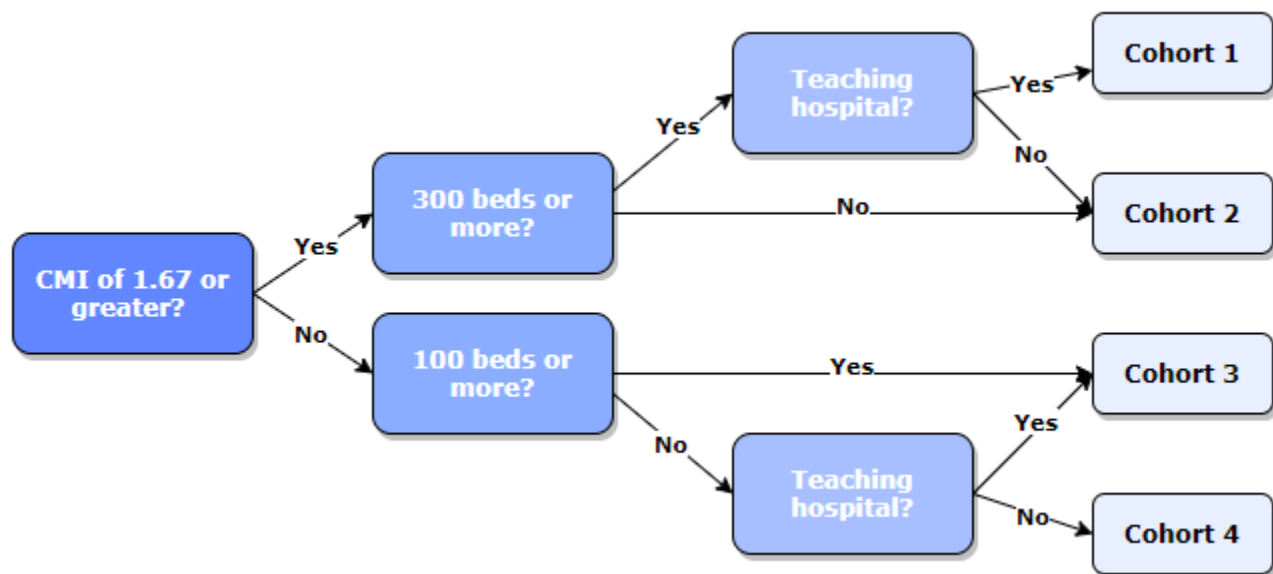 Teaching
hospital?
Yes
Cohort 1
Yes
No
300 beds or
more?
No
Cohort 2
Yes
CMI of 1.67 or
greater?
No
100 beds or
more?
Yes
Cohort 3
No
Yes
Teaching
hospital?
No
Cohort 4